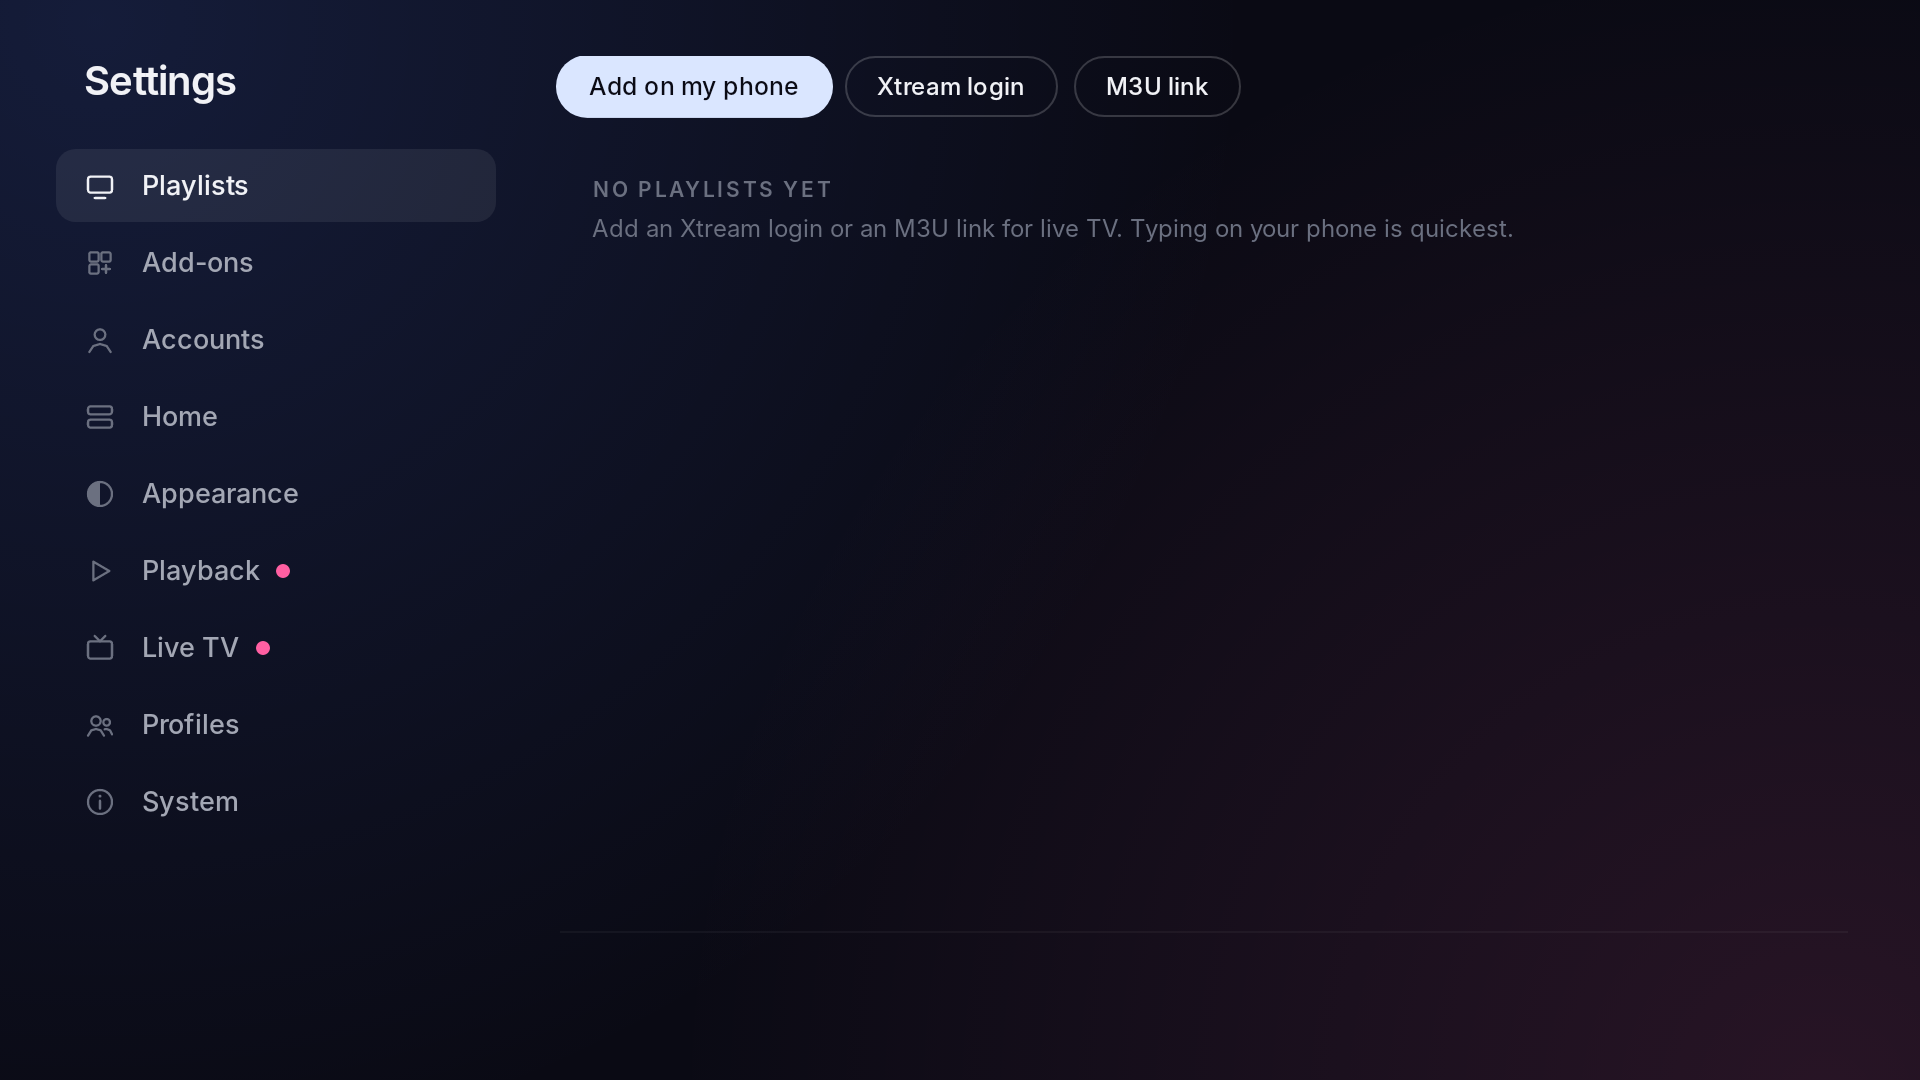 Settings
Playlists
Add-ons
Accounts
Home
Appearance
Playback
Live TV
Profiles
System
Add on my phone
Xtream login
M3U link
NO PLAYLISTS YET
Add an Xtream login or an M3U link for live TV. Typing on your phone is quickest.